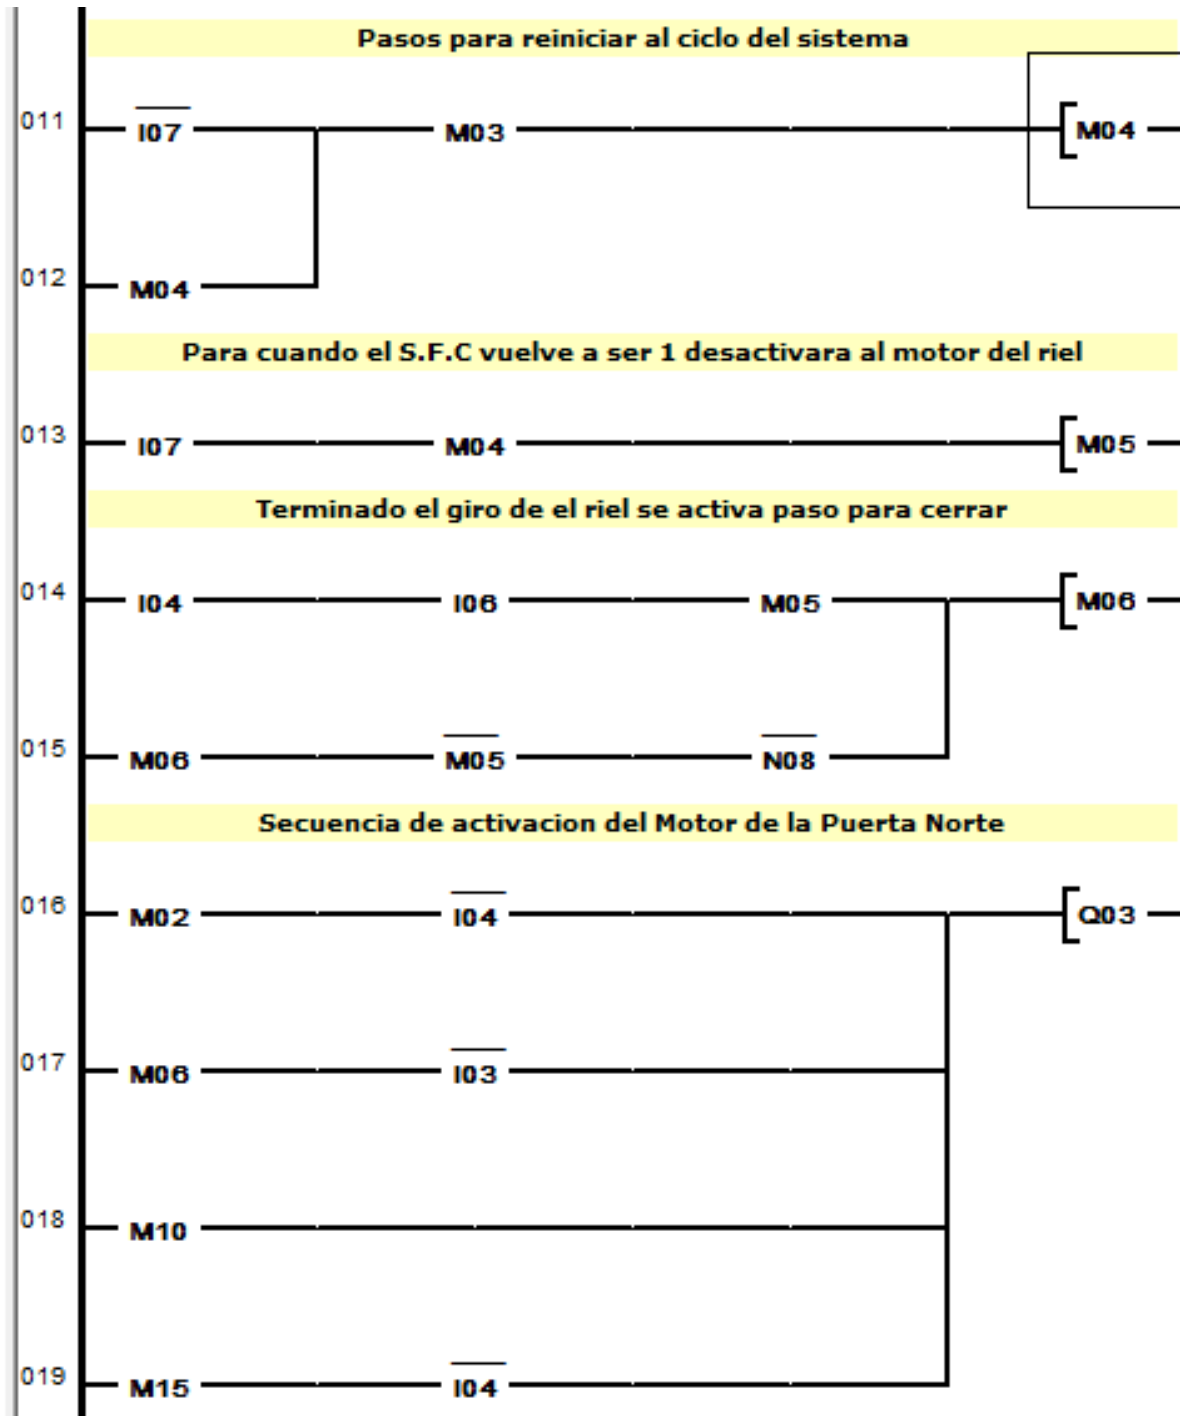 Pasos para reiniciar al ciclo del sistema
011 I07 M03 M04
012 M04
Para cuando el S.F.C vuelve a ser 1 desactivara al motor del riel
013 I07 M04 M05
Terminado el giro de el riel se activa paso para cerrar
014 I04 I06 M05 M06
015 M06 M05 N08
Secuencia de activacion del Motor de la Puerta Norte
016 M02 I04 Q03
017 M06 I03
018 M10
019 M15 I04